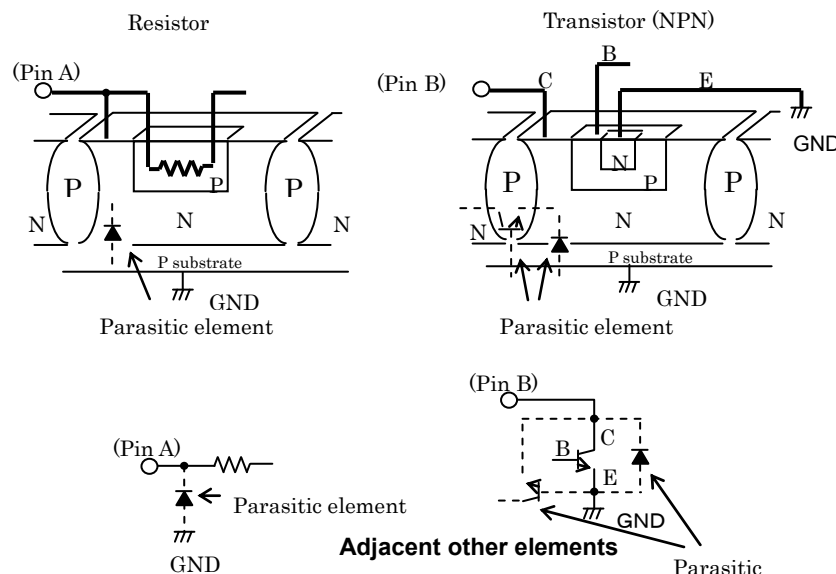 Resistor
Transistor (NPN)
(Pin A)
(Pin B)
C
B
E
GND
P
P
P
N
N
N
P substrate
GND
Parasitic element
P
N
P
P
N
N
N
P substrate
GND
Parasitic element
(Pin A)
Parasitic element
GND
(Pin B)
C
B
E
GND
Adjacent other elements
Parasitic